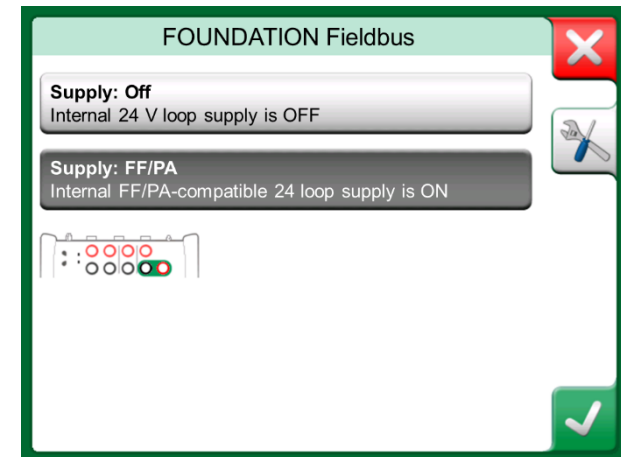 FOUNDATION Fieldbus
Supply: Off
Internal 24 V loop supply is OFF
Supply: FF/PA
Internal FF/PA-compatible 24 loop supply is ON